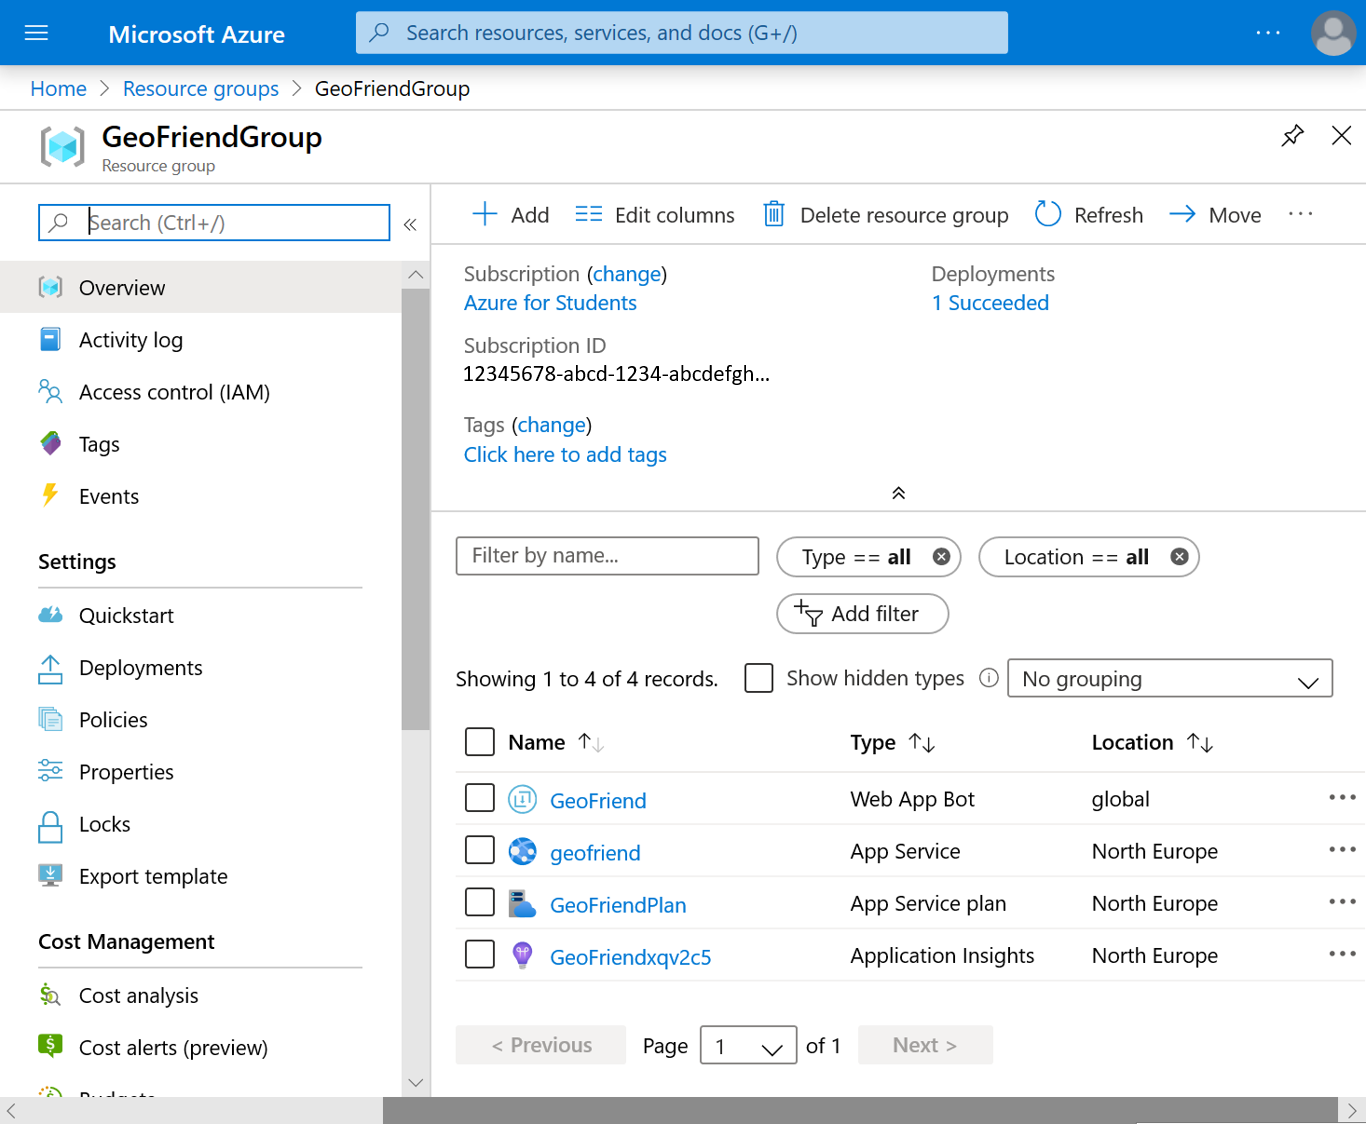 Microsoft Azure
Search resources, services, and docs (G+/)
Home > Resource groups > GeoFriendGroup
GeoFriendGroup
Resource group
Search (Ctrl+/)
Overview
Activity log
Access control (IAM)
Tags
Events
Settings
Quickstart
Deployments
Policies
Properties
Locks
Export template
Cost Management
Cost analysis
Cost alerts (preview)
Budgets
Add Edit columns Delete resource group Refresh Move
Subscription (change)
Azure for Students
Deployments
1 Succeeded
Subscription ID
12345678-abcd-1234-abcdefgh...
Tags (change)
Click here to add tags
Filter by name...
Type == all
Location == all
Add filter
Showing 1 to 4 of 4 records.
Show hidden types
No grouping
Name Type Location
GeoFriend Web App Bot global
geofriend App Service North Europe
GeoFriendPlan App Service plan North Europe
GeoFriendxqv2c5 Application Insights North Europe
< Previous Page 1 of 1 Next >